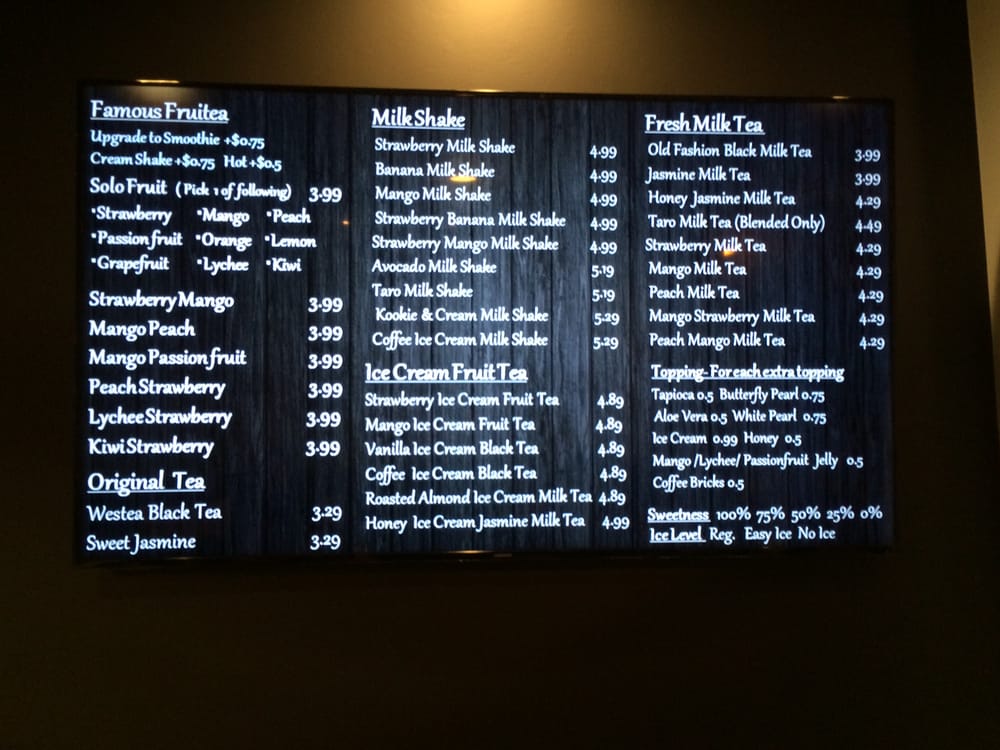 Famous Fruitea
Upgrade to Smoothie +$0.75
Cream Shake +$0.75 Hot +$0.5
Solo Fruit (Pick 1 of following) 3.99
•Strawberry •Mango •Peach
•Passionfruit •Orange •Lemon
•Grapefruit •Lychee •Kiwi
Strawberry Mango 3.99
Mango Peach 3.99
Mango Passionfruit 3.99
Peach Strawberry 3.99
Lychee Strawberry 3.99
Kiwi Strawberry 3.99
Original Tea
Westea Black Tea 3.29
Sweet Jasmine 3.29
Milk Shake
Strawberry Milk Shake 4.99
Banana Milk Shake 4.99
Mango Milk Shake 4.99
Strawberry Banana Milk Shake 4.99
Strawberry Mango Milk Shake 4.99
Avocado Milk Shake 5.19
Taro Milk Shake 5.19
Kookie & Cream Milk Shake 5.29
Coffee Ice Cream Milk Shake 5.29
Ice Cream Fruit Tea
Strawberry Ice Cream Fruit Tea 4.89
Mango Ice Cream Fruit Tea 4.89
Vanilla Ice Cream Black Tea 4.89
Coffee Ice Cream Black Tea 4.89
Roasted Almond Ice Cream Milk Tea 4.89
Honey Ice Cream Jasmine Milk Tea 4.99
Fresh Milk Tea
Old Fashion Black Milk Tea 3.99
Jasmine Milk Tea 3.99
Honey Jasmine Milk Tea 4.29
Taro Milk Tea (Blended Only) 4.49
Strawberry Milk Tea 4.29
Mango Milk Tea 4.29
Peach Milk Tea 4.29
Mango Strawberry Milk Tea 4.29
Peach Mango Milk Tea 4.29
Topping- For each extra topping
Tapioca 0.5 Butterfly Pearl 0.75
Aloe Vera 0.5 White Pearl 0.75
Ice Cream 0.99 Honey 0.5
Mango /Lychee/ Passionfruit Jelly 0.5
Coffee Bricks 0.5
Sweetness 100% 75% 50% 25% 0%
Ice Level Reg. Easy Ice No Ice